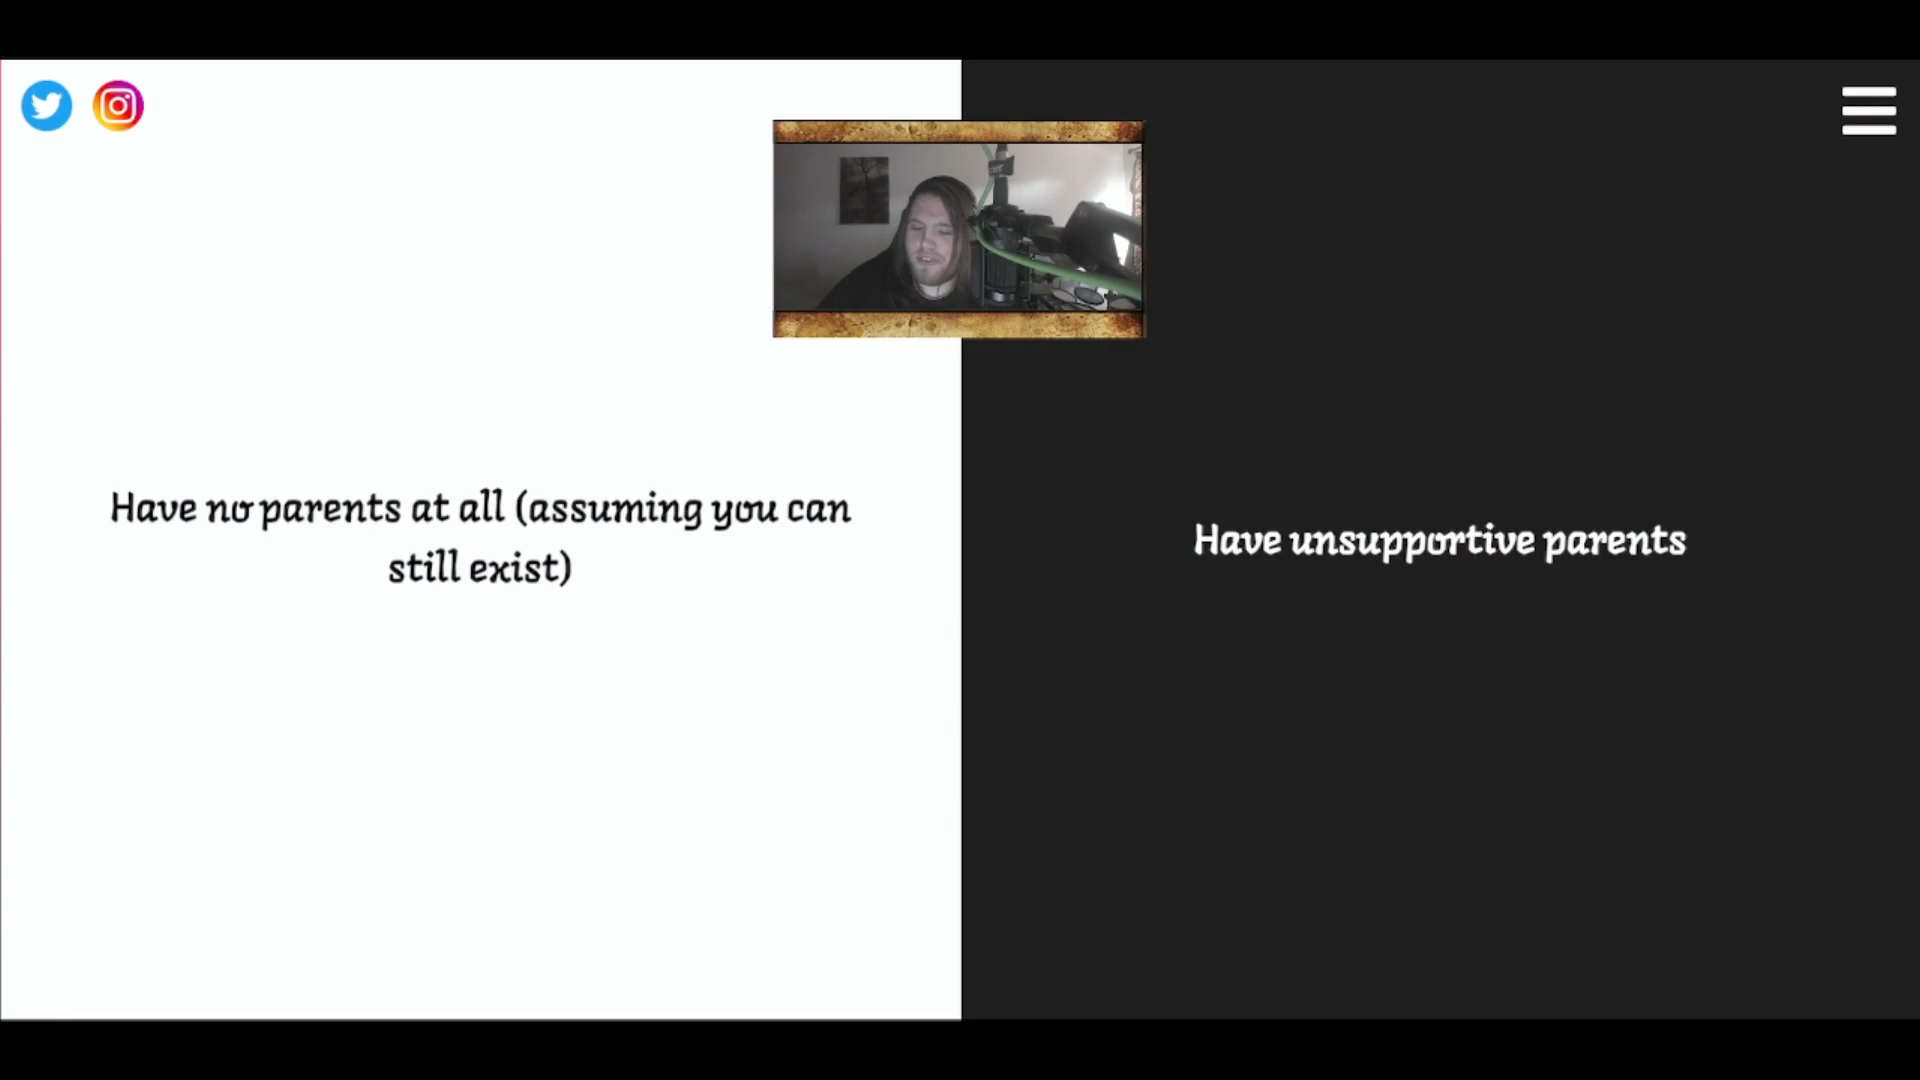 Have no parents at all (assuming you can
still exist)
Have unsupportive parents